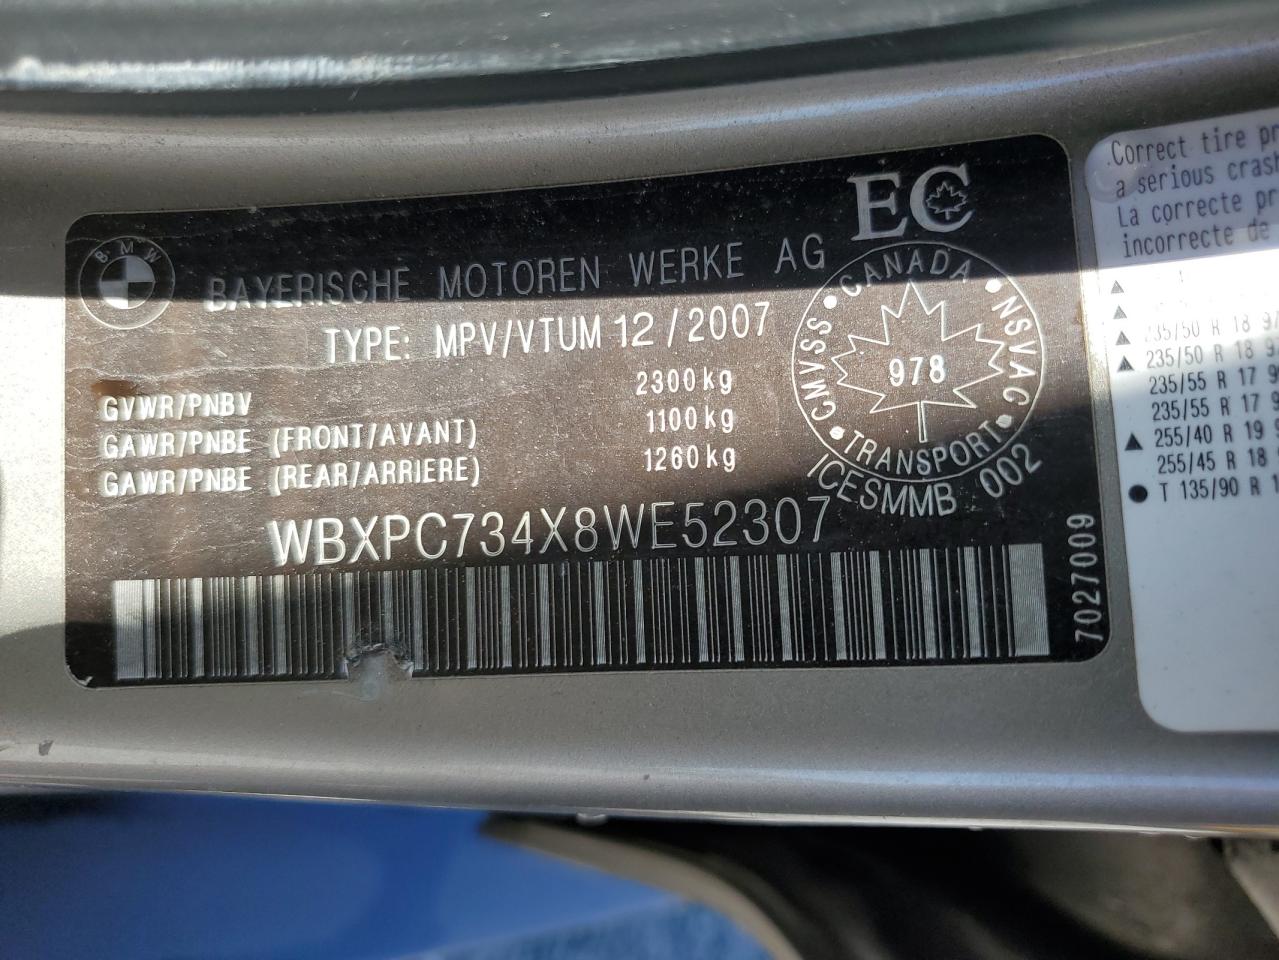 BMW
EC
BAYERISCHE MOTOREN WERKE AG
TYPE: MPV/VTUM 12/2007
GVWR/PNBV 2300kg
GAWR/PNBE (FRONT/AVANT) 1100kg
GAWR/PNBE (REAR/ARRIERE) 1260kg
CANADA
CMVSS NSVAC
978
TRANSPORT
ICESMMB 002
WBXPC734X8WE52307
7027009
Correct tire
a serious
La correcte
incorrecte de
235/50 R 18
235/50 R 18
235/55 R 17
235/55 R 17
255/40 R 19
255/45 R 18
T 135/90 R